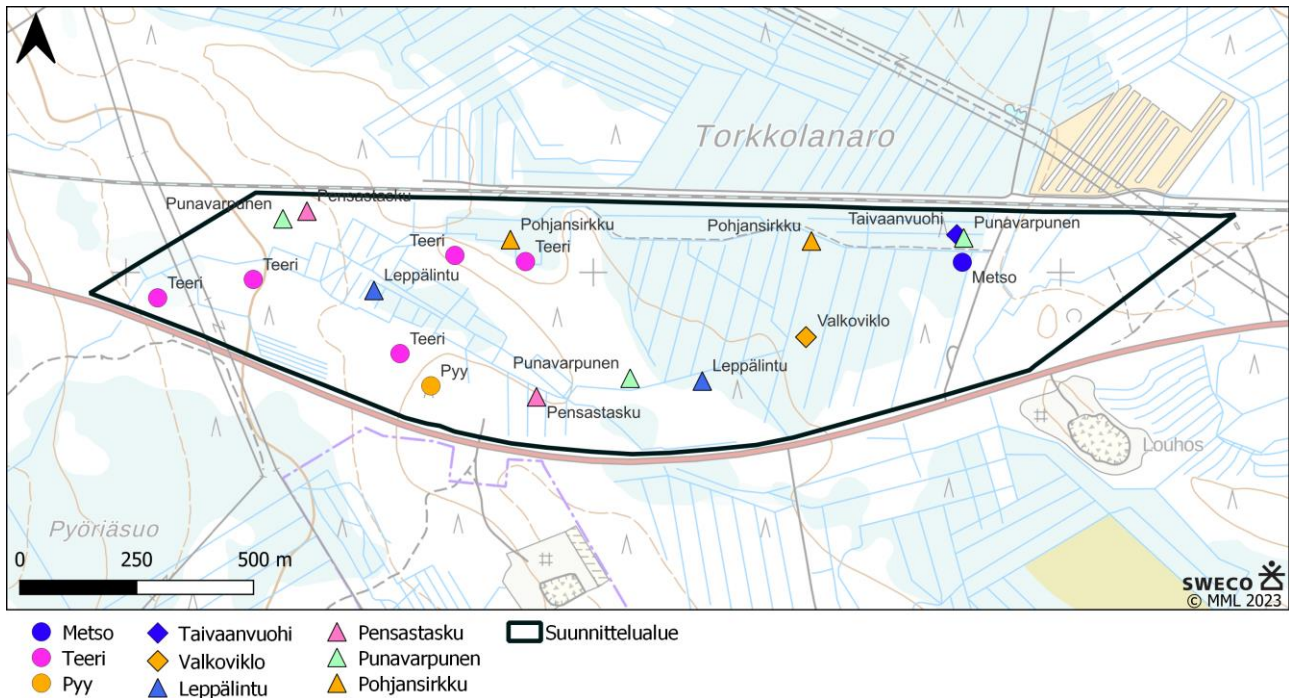 Torkkolanaro
Punavarpunen
Pensastasku
Taivaanvuohi
Punavarpunen
Teeri
Pohjansirkku
Pohjansirkku
Teeri
Teeri
Teeri
Leppälintu
Metso
Valkoviklo
Teeri
Punavarpunen
Leppälintu
Pyy
Pensastasku
Louhos
Pyöriäsuo
0 250 500 m
SWECO
© MML 2023
Metso Taivaanvuohi Pensastasku Suunnittelualue
Teeri Valkoviklo Punavarpunen
Pyy Leppälintu Pohjansirkku